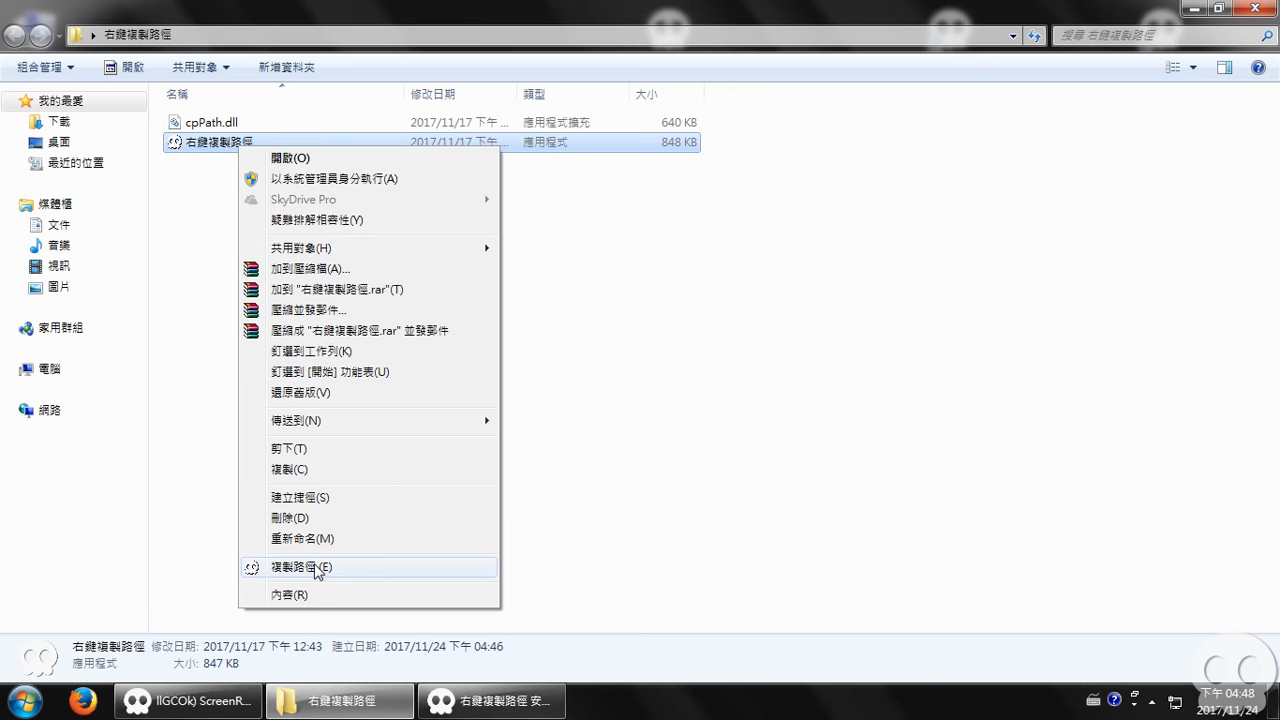 右鍵複製路徑
搜尋 右鍵複製路徑
組合管理 開啟 共用對象 新增資料夾
我的最愛
下載
桌面
最近的位置
媒體櫃
文件
音樂
視訊
圖片
家用群組
電腦
網路
名稱 修改日期 類型 大小
cpPath.dll 2017/11/17 下午 ... 應用程式擴充 640 KB
右鍵複製路徑 2017/11/17 下午 ... 應用程式 848 KB
開啟(O)
以系統管理員身分執行(A)
SkyDrive Pro
疑難排解相容性(Y)
共用對象(H)
加到壓縮檔(A)...
加到 "右鍵複製路徑.rar"(T)
壓縮並發郵件...
壓縮成 "右鍵複製路徑.rar" 並發郵件
釘選到工作列(K)
釘選到 [開始] 功能表(U)
還原舊版(V)
傳送到(N)
剪下(T)
複製(C)
建立捷徑(S)
刪除(D)
重新命名(M)
複製路徑(E)
內容(R)
右鍵複製路徑 修改日期: 2017/11/17 下午 12:43 建立日期: 2017/11/24 下午 04:46
應用程式 大小: 847 KB
llGCOk) ScreenR... 右鍵複製路徑 右鍵複製路徑 安...
下午 04:48
2017/11/24